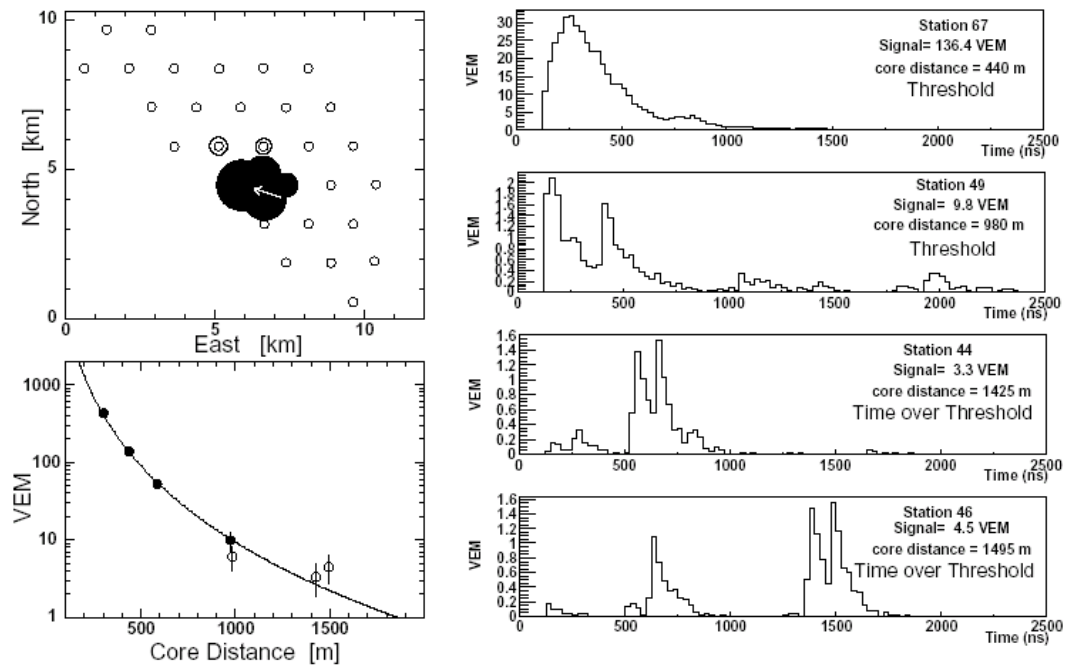 10
5
0
North [km]
0
5
10
East [km]
1000
100
10
1
VEM
500
1000
1500
Core Distance [m]
30
25
20
15
10
5
0
VEM
Station 67
Signal= 136.4 VEM
core distance = 440 m
Threshold
0
500
1000
1500
2000
2500
Time (ns)
2
1.8
1.6
1.4
1.2
1
0.8
0.6
0.4
0.2
0
VEM
Station 49
Signal= 9.8 VEM
core distance = 980 m
Threshold
0
500
1000
1500
2000
2500
Time (ns)
1.6
1.4
1.2
1
0.8
0.6
0.4
0.2
0
VEM
Station 44
Signal= 3.3 VEM
core distance = 1425 m
Time over Threshold
0
500
1000
1500
2000
2500
Time (ns)
1.6
1.4
1.2
1
0.8
0.6
0.4
0.2
0
VEM
Station 46
Signal= 4.5 VEM
core distance = 1495 m
Time over Threshold
0
500
1000
1500
2000
2500
Time (ns)